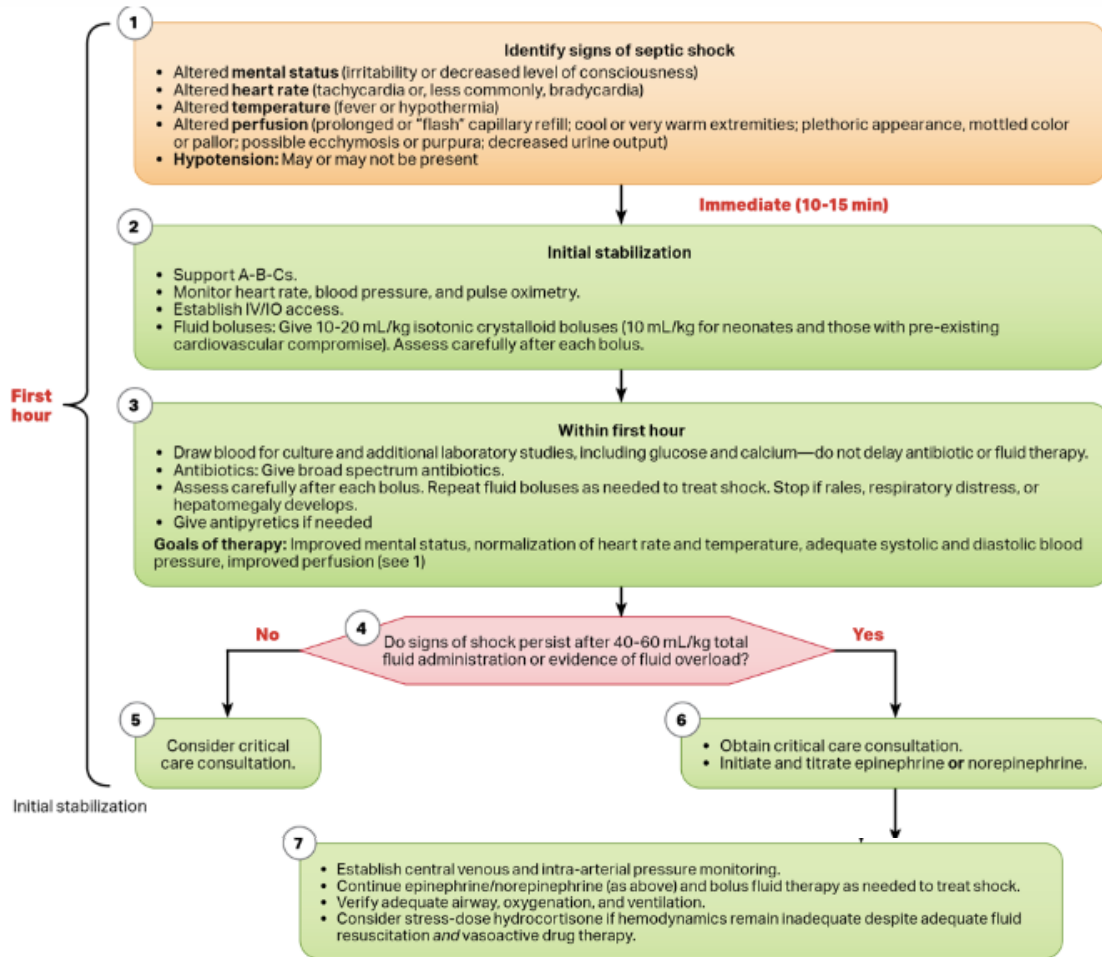 1
Identify signs of septic shock
• Altered mental status (irritability or decreased level of consciousness)
• Altered heart rate (tachycardia or, less commonly, bradycardia)
• Altered temperature (fever or hypothermia)
• Altered perfusion (prolonged or "flash" capillary refill; cool or very warm extremities; plethoric appearance, mottled color
or pallor; possible ecchymosis or purpura; decreased urine output)
• Hypotension: May or may not be present
Immediate (10-15 min)
2
Initial stabilization
• Support A-B-Cs.
• Monitor heart rate, blood pressure, and pulse oximetry.
• Establish IV/IO access.
• Fluid boluses: Give 10-20 mL/kg isotonic crystalloid boluses (10 mL/kg for neonates and those with pre-existing
cardiovascular compromise). Assess carefully after each bolus.
First
hour
3
Within first hour
• Draw blood for culture and additional laboratory studies, including glucose and calcium—do not delay antibiotic or fluid therapy.
• Antibiotics: Give broad spectrum antibiotics.
• Assess carefully after each bolus. Repeat fluid boluses as needed to treat shock. Stop if rales, respiratory distress, or
hepatomegaly develops.
• Give antipyretics if needed
Goals of therapy: Improved mental status, normalization of heart rate and temperature, adequate systolic and diastolic blood
pressure, improved perfusion (see 1)
4
No
Do signs of shock persist after 40-60 mL/kg total
fluid administration or evidence of fluid overload?
Yes
5
Consider critical
care consultation.
6
• Obtain critical care consultation.
• Initiate and titrate epinephrine or norepinephrine.
Initial stabilization
7
• Establish central venous and intra-arterial pressure monitoring.
• Continue epinephrine/norepinephrine (as above) and bolus fluid therapy as needed to treat shock.
• Verify adequate airway, oxygenation, and ventilation.
• Consider stress-dose hydrocortisone if hemodynamics remain inadequate despite adequate fluid
resuscitation and vasoactive drug therapy.